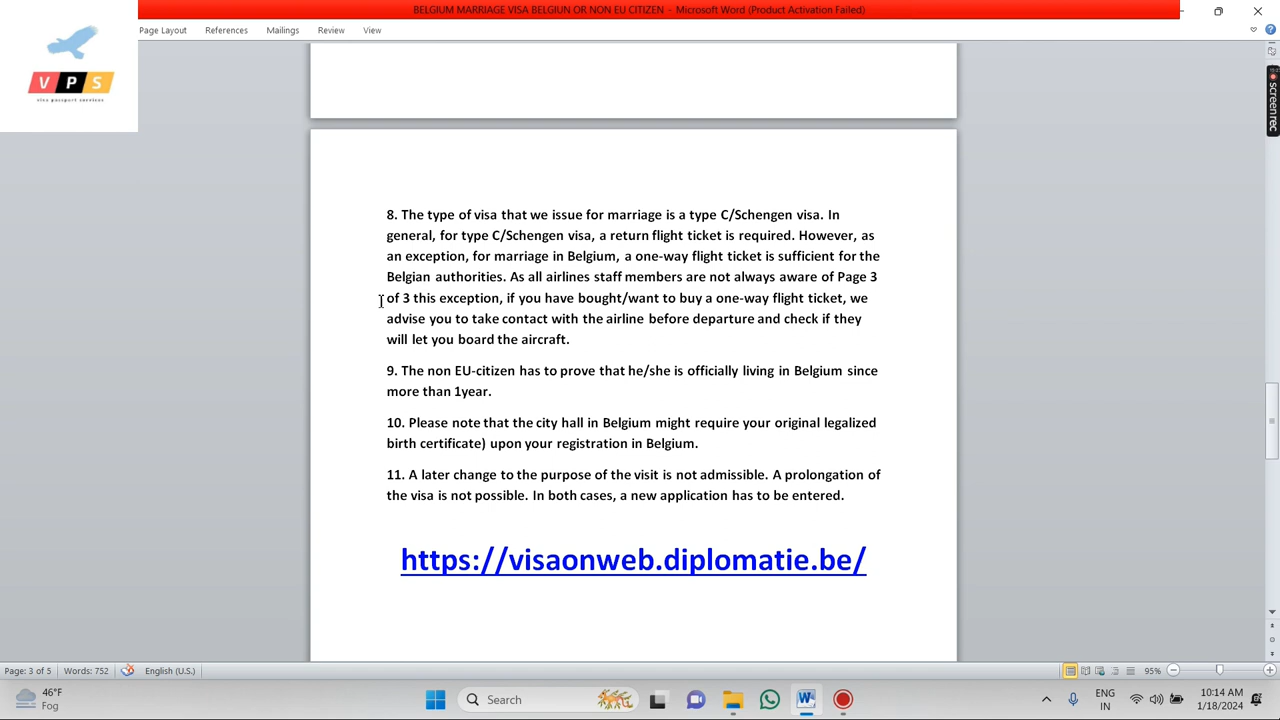 BELGIUM MARRIAGE VISA BELGIUN OR NON EU CITIZEN - Microsoft Word (Product Activation Failed)
Page Layout References Mailings Review View
V P S
visa passport services
screenrec
8. The type of visa that we issue for marriage is a type C/Schengen visa. In
general, for type C/Schengen visa, a return flight ticket is required. However, as
an exception, for marriage in Belgium, a one-way flight ticket is sufficient for the
Belgian authorities. As all airlines staff members are not always aware of Page 3
of 3 this exception, if you have bought/want to buy a one-way flight ticket, we
advise you to take contact with the airline before departure and check if they
will let you board the aircraft.
9. The non EU-citizen has to prove that he/she is officially living in Belgium since
more than 1year.
10. Please note that the city hall in Belgium might require your original legalized
birth certificate) upon your registration in Belgium.
11. A later change to the purpose of the visit is not admissible. A prolongation of
the visa is not possible. In both cases, a new application has to be entered.
https://visaonweb.diplomatie.be/
Page: 3 of 5 Words: 752 English (U.S.) 95%
46°F
Fog
Search
ENG
IN
10:14 AM
1/18/2024